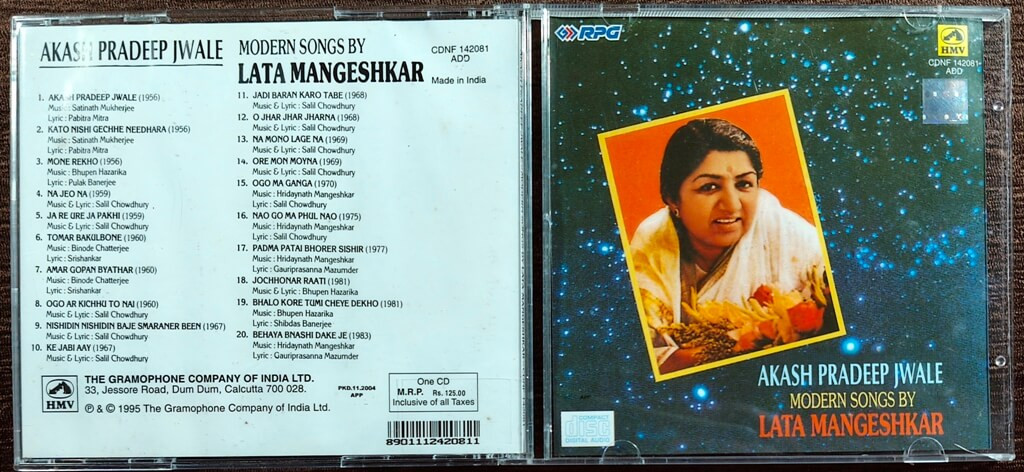 AKASH PRADEEP JWALE
MODERN SONGS BY
LATA MANGESHKAR
CDNF 142081
ADD
Made in India
1. AKASH PRADEEP JWALE (1956)
Music : Satinath Mukherjee
Lyric : Pabitra Mitra
2. KATO NISHI GECHHE NEEDHARA (1956)
Music : Satinath Mukherjee
Lyric : Pabitra Mitra
3. MONE REKHO (1956)
Music : Bhupen Hazarika
Lyric : Pulak Banerjee
4. NA JEO NA (1959)
Music & Lyric : Salil Chowdhury
5. JA RE URE JA PAKHI (1959)
Music & Lyric : Salil Chowdhury
6. TOMAR BAKULBONE (1960)
Music : Binode Chatterjee
Lyric : Srishankar
7. AMAR GOPAN BYATHAR (1960)
Music : Binode Chatterjee
Lyric : Srishankar
8. OGO AR KICHHU TO NAI (1960)
Music & Lyric : Salil Chowdhury
9. NISHIDIN NISHIDIN BAJE SMARANER BEEN (1967)
Music & Lyric : Salil Chowdhury
10. KE JABI AAY (1967)
Music & Lyric : Salil Chowdhury
11. JADI BARAN KARO TABE (1968)
Music & Lyric : Salil Chowdhury
12. O JHAR JHAR JHARNA (1968)
Music & Lyric : Salil Chowdhury
13. NA MONO LAGE NA (1969)
Music & Lyric : Salil Chowdhury
14. ORE MON MOYNA (1969)
Music & Lyric : Salil Chowdhury
15. OGO MA GANGA (1970)
Music : Hridaynath Mangeshkar
Lyric : Salil Chowdhury
16. NAO GO MA PHUL NAO (1975)
Music : Hridaynath Mangeshkar
Lyric : Salil Chowdhury
17. PADMA PATAI BHORER SISHIR (1977)
Music : Hridaynath Mangeshkar
Lyric : Gauriprasanna Mazumder
18. JOCHHONAR RAATI (1981)
Music & Lyric : Bhupen Hazarika
19. BHALO KORE TUMI CHEYE DEKHO (1981)
Music : Bhupen Hazarika
Lyric : Shibdas Banerjee
20. BEHAYA BNASHI DAKE JE (1983)
Music : Hridaynath Mangeshkar
Lyric : Gauriprasanna Mazumder
HMV
THE GRAMOPHONE COMPANY OF INDIA LTD.
33, Jessore Road, Dum Dum, Calcutta 700 028.
℗ & © 1995 The Gramophone Company of India Ltd.
PKD.11.2004
APP
One CD
M.R.P. Rs. 125.00
Inclusive of all Taxes
8901112420811
RPG
HMV
CDNF 142081
ADD
AKASH PRADEEP JWALE
MODERN SONGS BY
LATA MANGESHKAR
COMPACT
disc
DIGITAL AUDIO